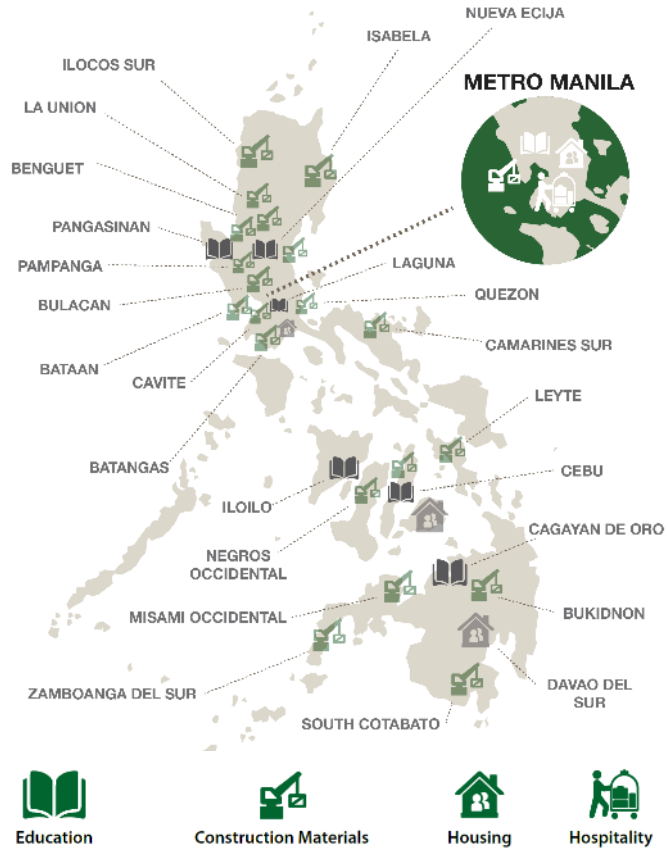 NUEVA ECIJA
ISABELA
ILOCOS SUR
METRO MANILA
LA UNION
BENGUET
PANGASINAN
PAMPANGA
LAGUNA
BULACAN
QUEZON
CAMARINES SUR
BATAAN
CAVITE
LEYTE
BATANGAS
CEBU
ILOILO
CAGAYAN DE ORO
NEGROS
OCCIDENTAL
MISAMI OCCIDENTAL
BUKIDNON
ZAMBOANGA DEL SUR
DAVAO DEL
SUR
SOUTH COTABATO
Education
Construction Materials
Housing
Hospitality